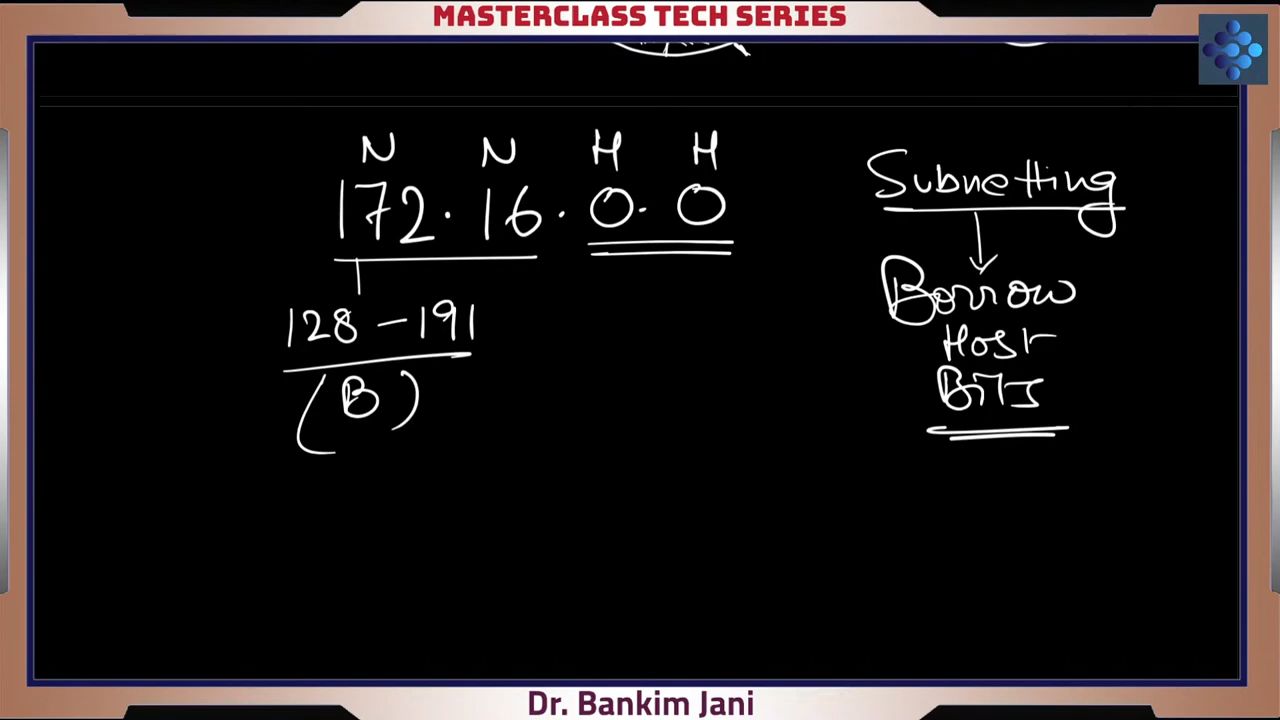 MASTERCLASS TECH SERIES
N N H H
172.16.0.0
128-191
(B)
Subnetting
Borrow
Host
Bits
Dr. Bankim Jani